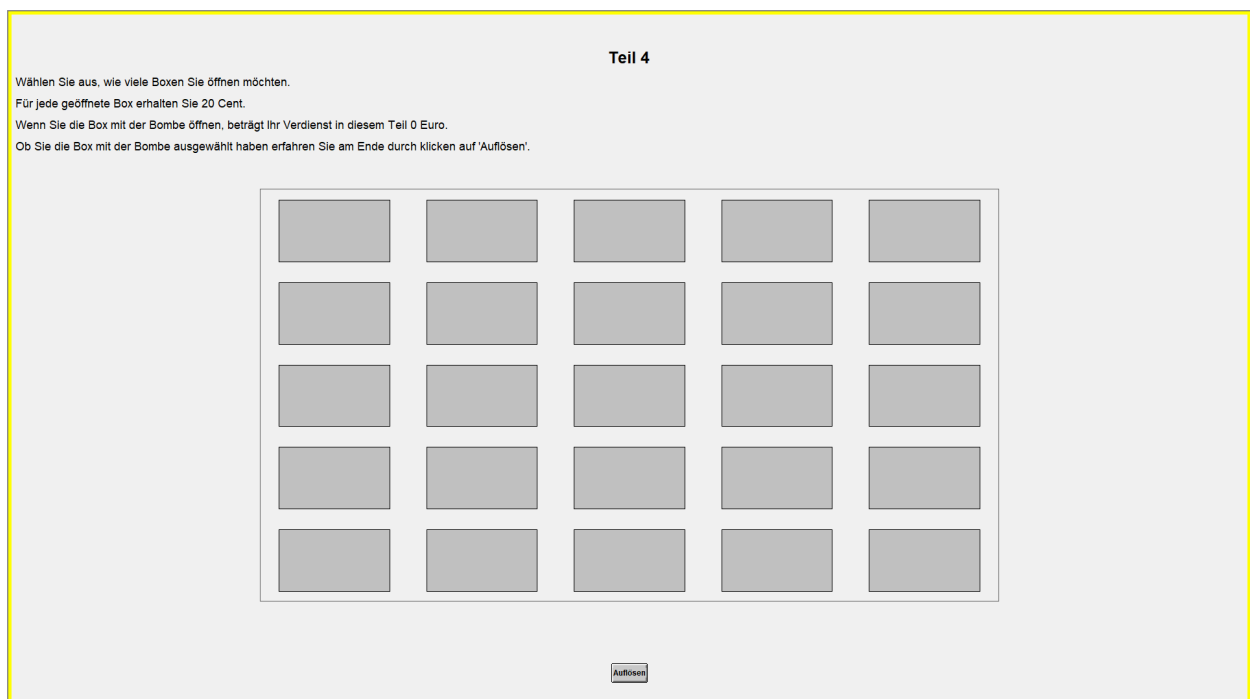 Teil 4
Wählen Sie aus, wie viele Boxen Sie öffnen möchten.
Für jede geöffnete Box erhalten Sie 20 Cent.
Wenn Sie die Box mit der Bombe öffnen, beträgt Ihr Verdienst in diesem Teil 0 Euro.
Ob Sie die Box mit der Bombe ausgewählt haben erfahren Sie am Ende durch klicken auf 'Auflösen'.
Auflösen